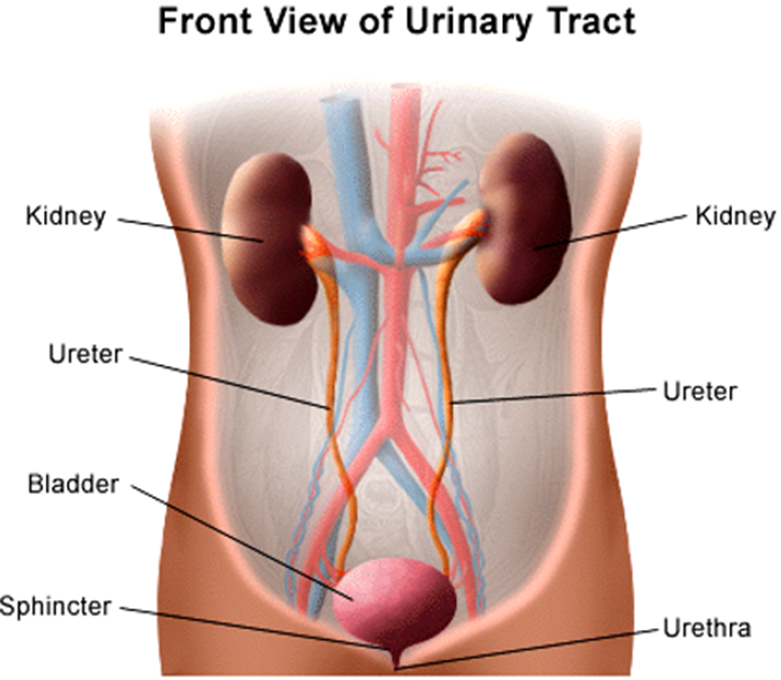 Front View of Urinary Tract
Kidney
Kidney
Ureter
Ureter
Bladder
Sphincter
Urethra